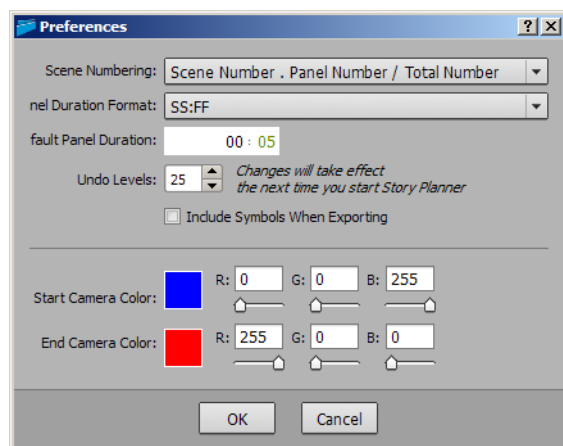 Preferences
Scene Numbering: Scene Number . Panel Number / Total Number
nel Duration Format: SS:FF
fault Panel Duration: 00 : 05
Undo Levels: 25 Changes will take effect
the next time you start Story Planner
Include Symbols When Exporting
Start Camera Color: R: 0 G: 0 B: 255
End Camera Color: R: 255 G: 0 B: 0
OK Cancel